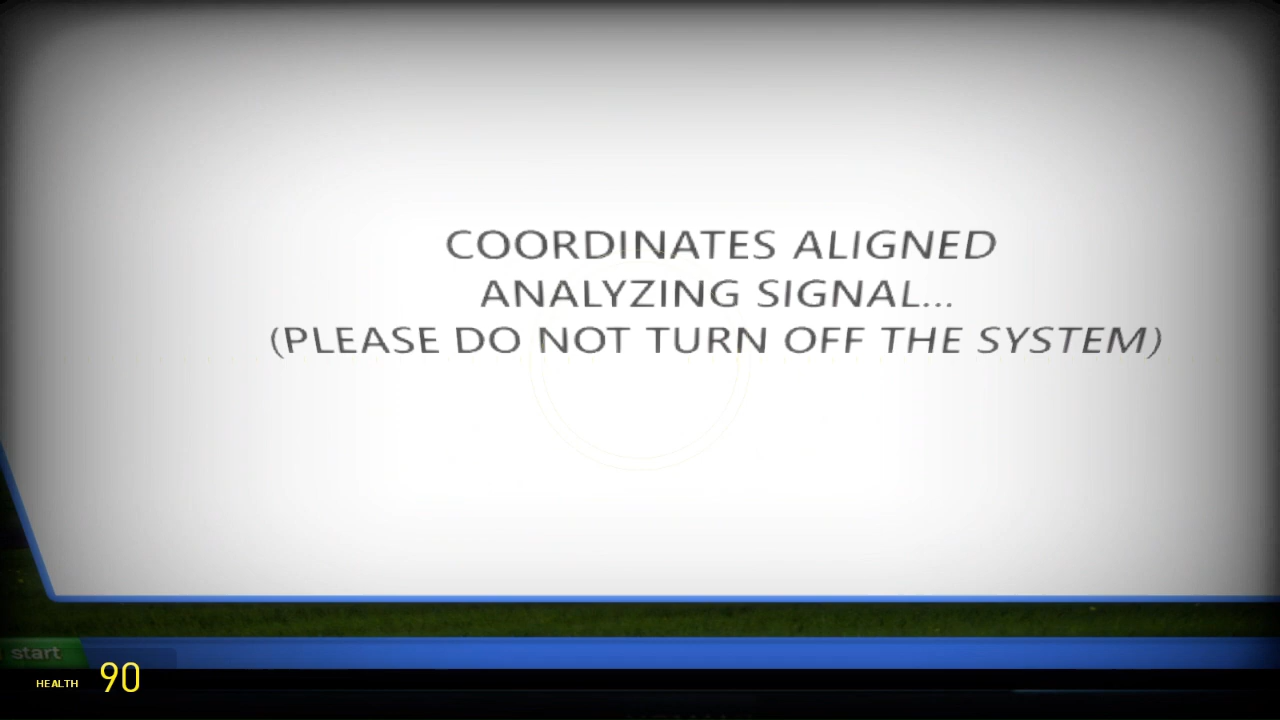 COORDINATES ALIGNED
ANALYZING SIGNAL...
(PLEASE DO NOT TURN OFF THE SYSTEM)
start
HEALTH 90